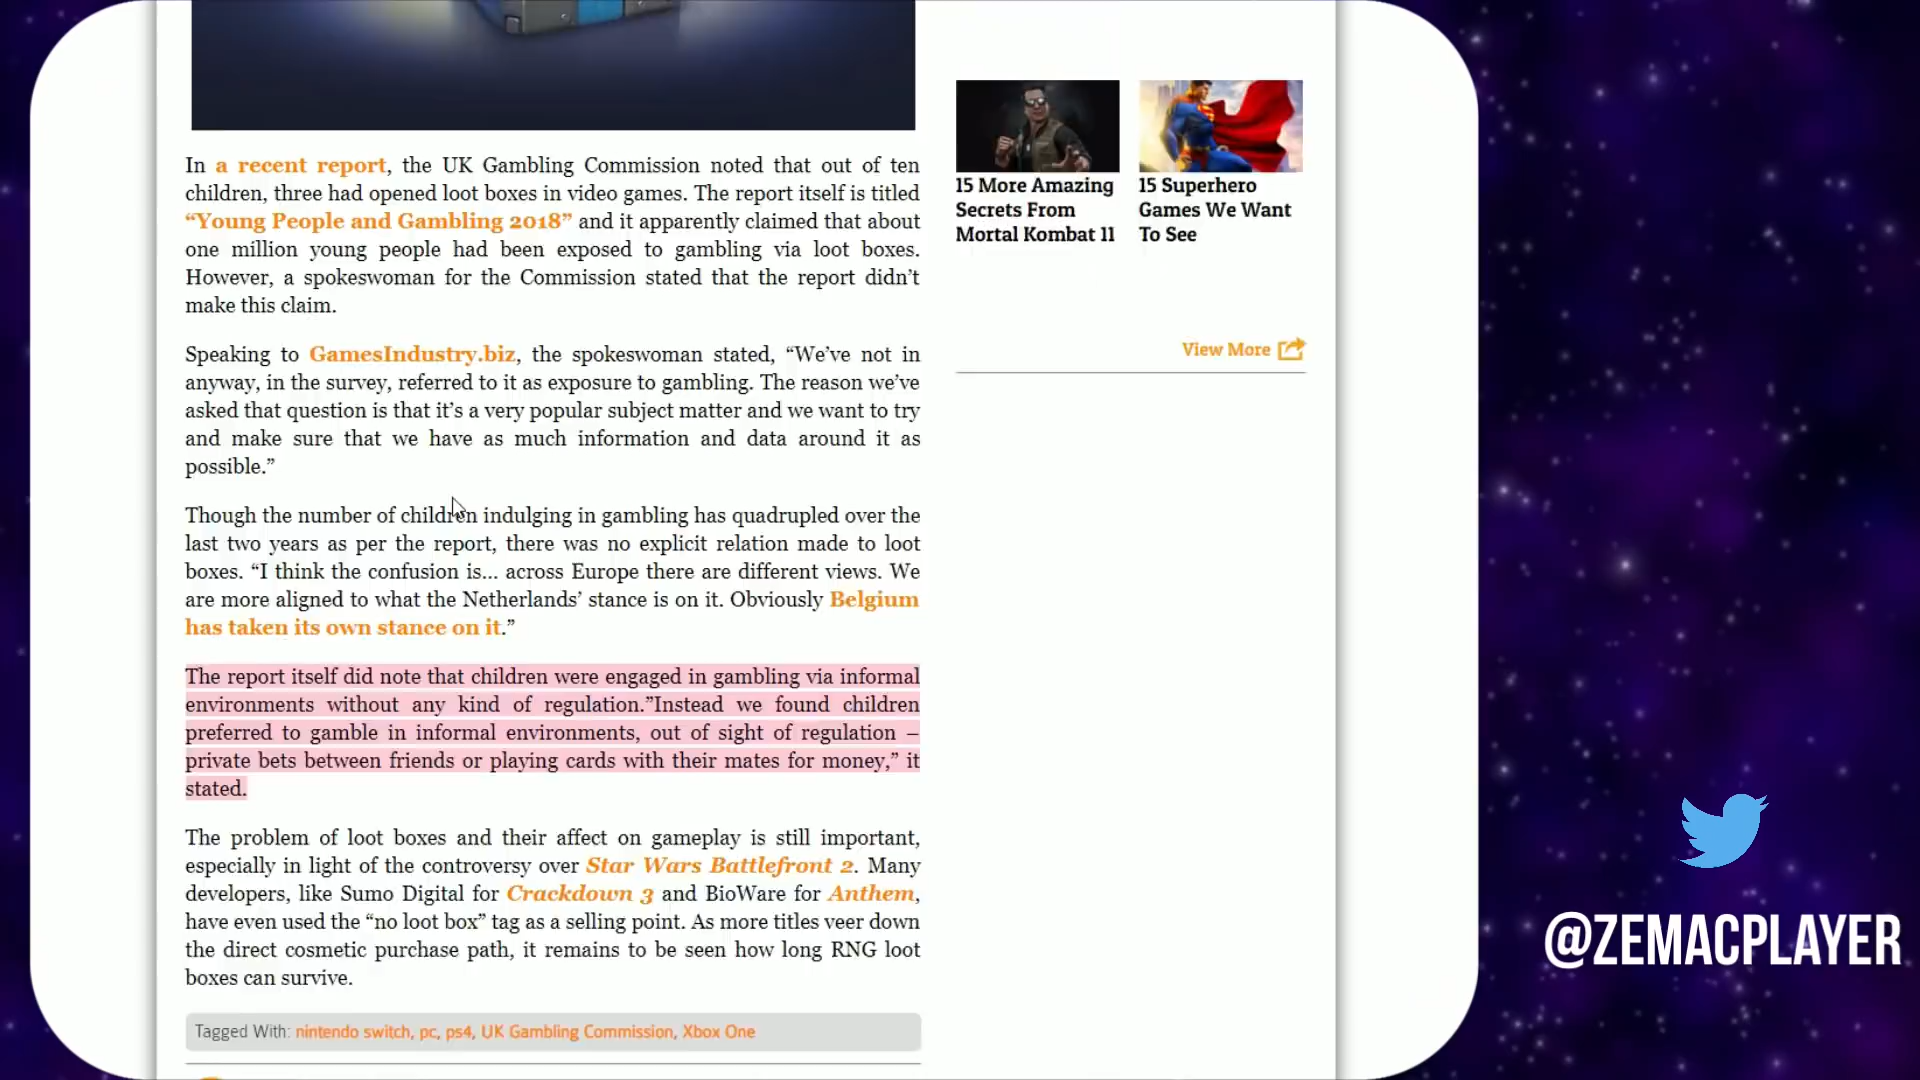 In a recent report, the UK Gambling Commission noted that out of ten
children, three had opened loot boxes in video games. The report itself is titled
“Young People and Gambling 2018” and it apparently claimed that about
one million young people had been exposed to gambling via loot boxes.
However, a spokeswoman for the Commission stated that the report didn’t
make this claim.
Speaking to GamesIndustry.biz, the spokeswoman stated, “We’ve not in
anyway, in the survey, referred to it as exposure to gambling. The reason we’ve
asked that question is that it’s a very popular subject matter and we want to try
and make sure that we have as much information and data around it as
possible.”
Though the number of children indulging in gambling has quadrupled over the
last two years as per the report, there was no explicit relation made to loot
boxes. “I think the confusion is... across Europe there are different views. We
are more aligned to what the Netherlands’ stance is on it. Obviously Belgium
has taken its own stance on it.”
The report itself did note that children were engaged in gambling via informal
environments without any kind of regulation.”Instead we found children
preferred to gamble in informal environments, out of sight of regulation –
private bets between friends or playing cards with their mates for money,” it
stated.
The problem of loot boxes and their affect on gameplay is still important,
especially in light of the controversy over Star Wars Battlefront 2. Many
developers, like Sumo Digital for Crackdown 3 and BioWare for Anthem,
have even used the “no loot box” tag as a selling point. As more titles veer down
the direct cosmetic purchase path, it remains to be seen how long RNG loot
boxes can survive.
Tagged With: nintendo switch, pc, ps4, UK Gambling Commission, Xbox One
15 More Amazing
Secrets From
Mortal Kombat 11
15 Superhero
Games We Want
To See
View More
@ZEMACPLAYER